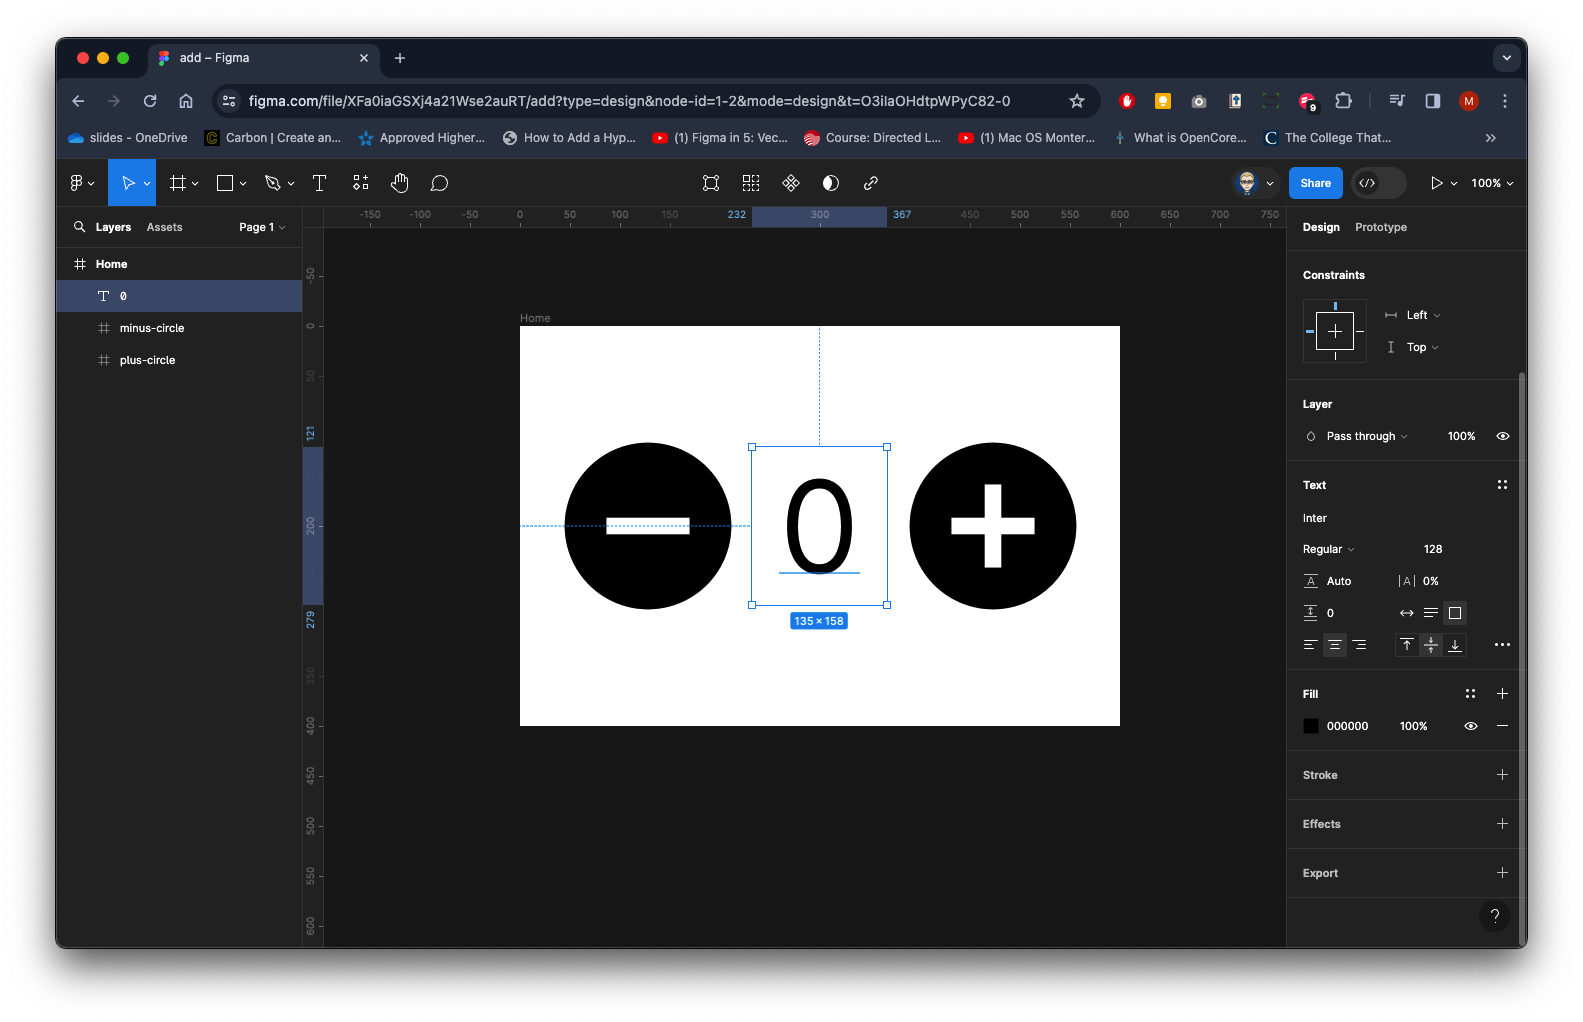 add – Figma
figma.com/file/XFa0iaGSXj4a21Wse2auRT/add?type=design&node-id=1-2&mode=design&t=O3ilaOHdtpWPyC82-0
9
M
slides - OneDrive
Carbon | Create an...
Approved Higher...
How to Add a Hyp...
(1) Figma in 5: Vec...
Course: Directed L...
(1) Mac OS Monter...
What is OpenCore...
The College That...
Share
100%
Layers
Assets
Page 1
-150 -100 -50 0 50 100 150 232 300 367 450 500 550 600 650 700 750
Design
Prototype
Home
0
minus-circle
plus-circle
-50
0
50
121
200
279
350
400
450
500
550
600
Home
0
135 × 158
Constraints
Left
Top
Layer
Pass through
100%
Text
Inter
Regular
128
A Auto
|A| 0%
0
Fill
000000
100%
Stroke
Effects
Export
?